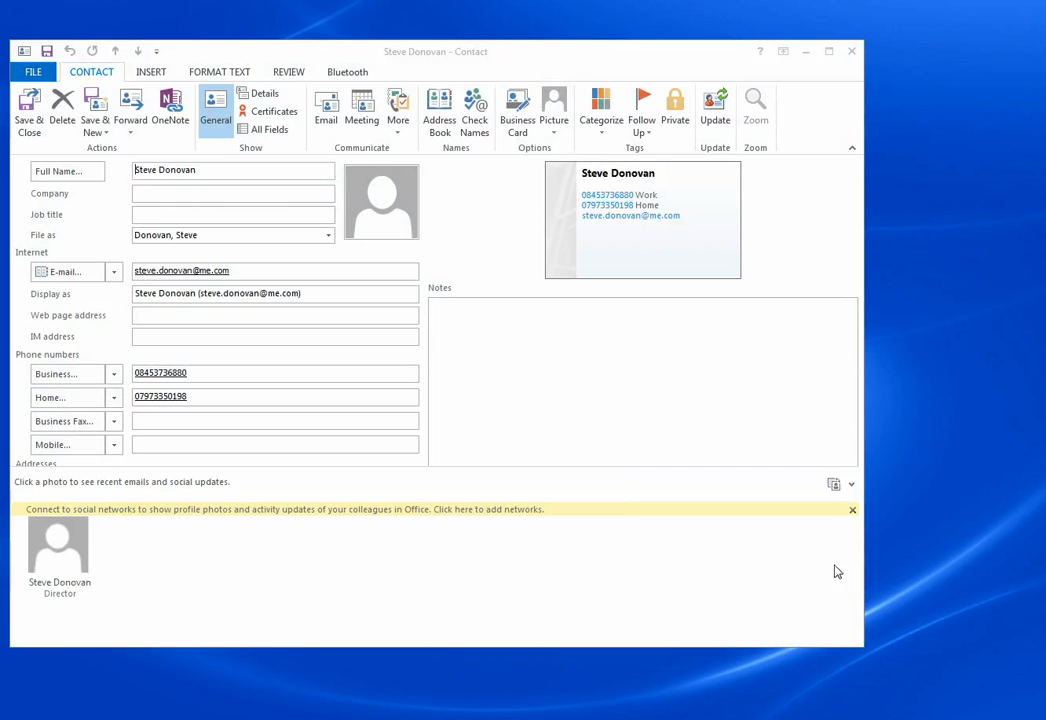 Steve Donovan - Contact
FILE CONTACT INSERT FORMAT TEXT REVIEW Bluetooth
Save & Close Delete Save & New Forward OneNote
Actions
General Details Certificates All Fields
Show
Email Meeting More
Communicate
Address Book Check Names
Names
Business Card Picture
Options
Categorize Follow Up Private
Tags
Update
Update
Zoom
Zoom
Full Name... Steve Donovan
Company
Job title
File as Donovan, Steve
Internet
E-mail... steve.donovan@me.com
Display as Steve Donovan (steve.donovan@me.com)
Web page address
IM address
Phone numbers
Business... 08453736880
Home... 07973350198
Business Fax...
Mobile...
Addresses
Steve Donovan
08453736880 Work
07973350198 Home
steve.donovan@me.com
Notes
Click a photo to see recent emails and social updates.
Connect to social networks to show profile photos and activity updates of your colleagues in Office. Click here to add networks.
Steve Donovan
Director